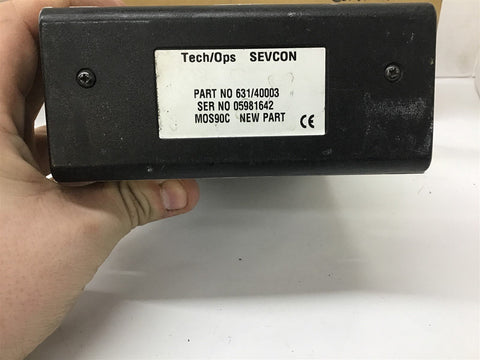 Tech/Ops SEVCON
PART NO 631/40003
SER NO 05981642
MOS90C NEW PART CE